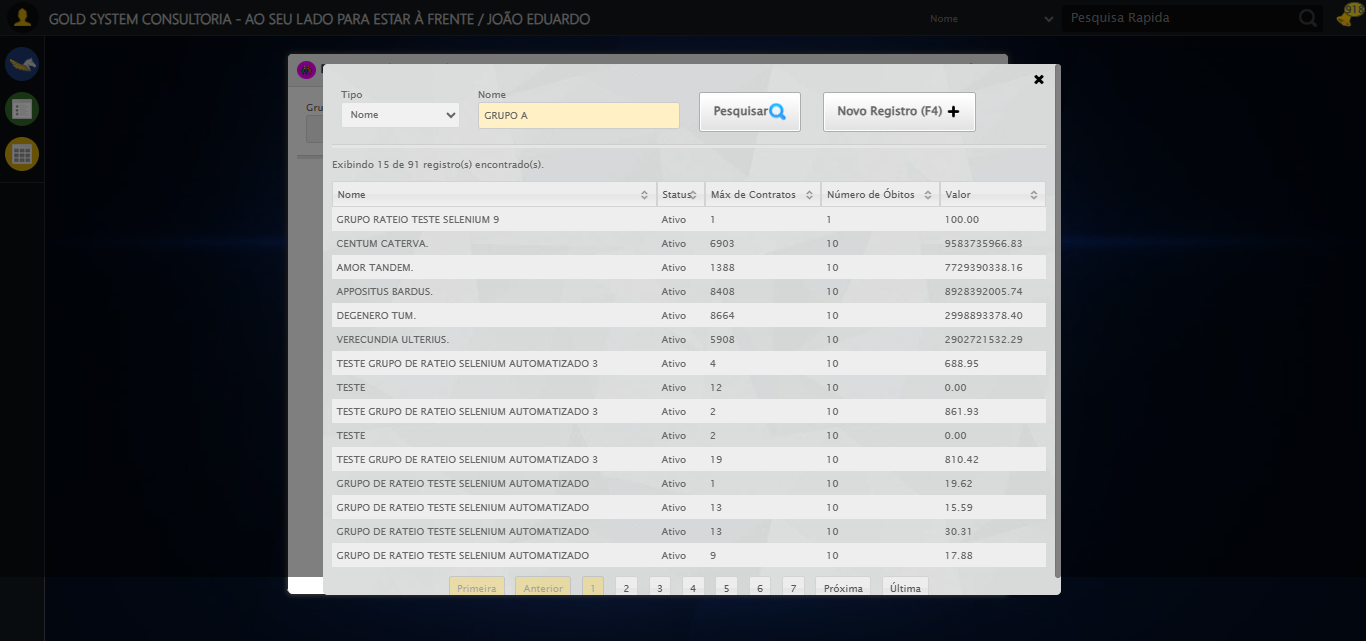 GOLD SYSTEM CONSULTORIA - AO SEU LADO PARA ESTAR À FRENTE / JOÃO EDUARDO
Nome
Pesquisa Rapida
918
Gru
Tipo
Nome
Nome
GRUPO A
Pesquisar
Novo Registro (F4)
Exibindo 15 de 91 registro(s) encontrado(s).
Nome Status Máx de Contratos Número de Óbitos Valor
GRUPO RATEIO TESTE SELENIUM 9 Ativo 1 1 100.00
CENTUM CATERVA. Ativo 6903 10 9583735966.83
AMOR TANDEM. Ativo 1388 10 7729390338.16
APPOSITUS BARDUS. Ativo 8408 10 8928392005.74
DEGENERO TUM. Ativo 8664 10 2998893378.40
VERECUNDIA ULTERIUS. Ativo 5908 10 2902721532.29
TESTE GRUPO DE RATEIO SELENIUM AUTOMATIZADO 3 Ativo 4 10 688.95
TESTE Ativo 12 10 0.00
TESTE GRUPO DE RATEIO SELENIUM AUTOMATIZADO 3 Ativo 2 10 861.93
TESTE Ativo 2 10 0.00
TESTE GRUPO DE RATEIO SELENIUM AUTOMATIZADO 3 Ativo 19 10 810.42
GRUPO DE RATEIO TESTE SELENIUM AUTOMATIZADO Ativo 1 10 19.62
GRUPO DE RATEIO TESTE SELENIUM AUTOMATIZADO Ativo 13 10 15.59
GRUPO DE RATEIO TESTE SELENIUM AUTOMATIZADO Ativo 13 10 30.31
GRUPO DE RATEIO TESTE SELENIUM AUTOMATIZADO Ativo 9 10 17.88
Primeira Anterior 1 2 3 4 5 6 7 Próxima Última